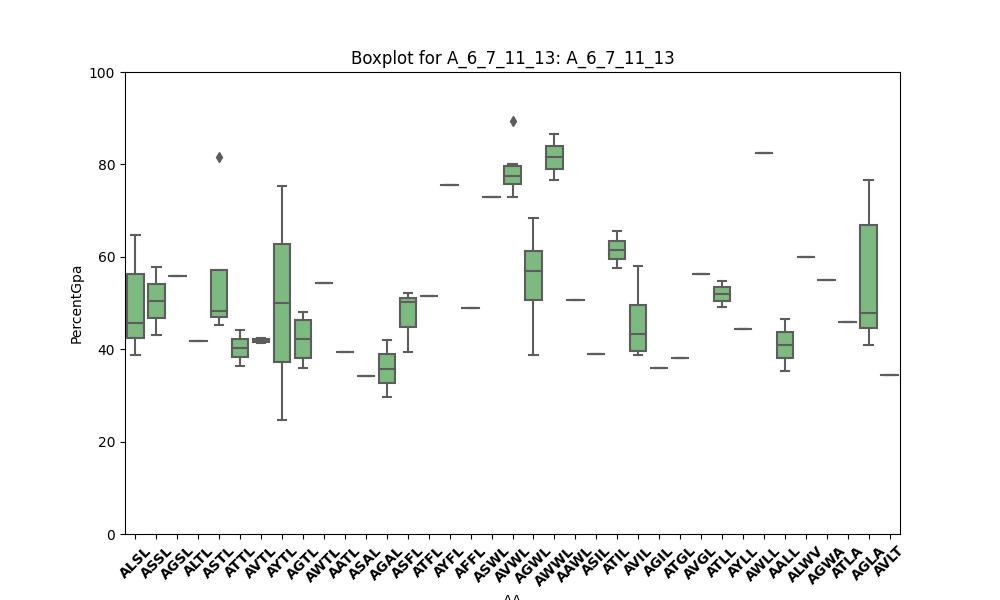 Boxplot for A_6_7_11_13: A_6_7_11_13
PercentGpa
100
80
60
40
20
0
ALSL ASSL AGSL ALTL ASTL ATTL AVTL AYTL AGTL AWTL AATL ASAL AGAL ASFL ATFL AYFL AFFL ASWL AVWL AGWL AWWL AAWL ASIL ATIL AVIL AGIL ATGL AVGL ATLL AYLL AWLL AALL ALWV AGWA ATLA AGLA AVLT
AA